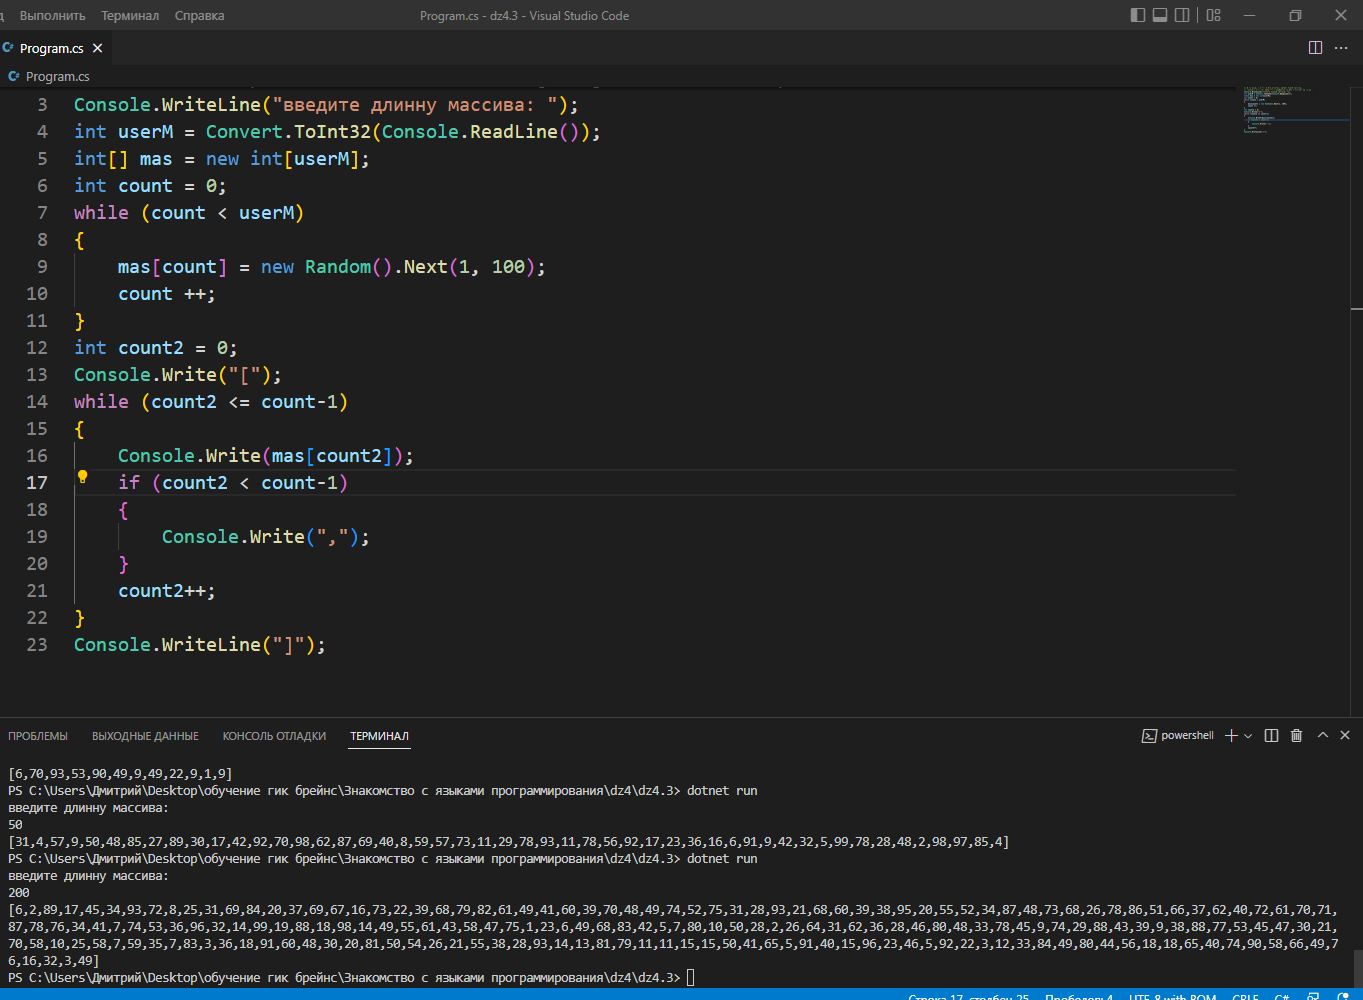 Выполнить Терминал Справка Program.cs - dz4.3 - Visual Studio Code
Program.cs
Program.cs
3 Console.WriteLine("введите длинну массива: ");
4 int userM = Convert.ToInt32(Console.ReadLine());
5 int[] mas = new int[userM];
6 int count = 0;
7 while (count < userM)
8 {
9 mas[count] = new Random().Next(1, 100);
10 count ++;
11 }
12 int count2 = 0;
13 Console.Write("[");
14 while (count2 <= count-1)
15 {
16 Console.Write(mas[count2]);
17 if (count2 < count-1)
18 {
19 Console.Write(",");
20 }
21 count2++;
22 }
23 Console.WriteLine("]");
ПРОБЛЕМЫ ВЫХОДНЫЕ ДАННЫЕ КОНСОЛЬ ОТЛАДКИ ТЕРМИНАЛ powershell
[6,70,93,53,90,49,9,49,22,9,1,9]
PS C:\Users\Дмитрий\Desktop\обучение гик брейнс\Знакомство с языками программирования\dz4\dz4.3> dotnet run
введите длинну массива:
50
[31,4,57,9,50,48,85,27,89,30,17,42,92,70,98,62,87,69,40,8,59,57,73,11,29,78,93,11,78,56,92,17,23,36,16,6,91,9,42,32,5,99,78,28,48,2,98,97,85,4]
PS C:\Users\Дмитрий\Desktop\обучение гик брейнс\Знакомство с языками программирования\dz4\dz4.3> dotnet run
введите длинну массива:
200
[6,2,89,17,45,34,93,72,8,25,31,69,84,20,37,69,67,16,73,22,39,68,79,82,61,49,41,60,39,70,48,49,74,52,75,31,28,93,21,68,60,39,38,95,20,55,52,34,87,48,73,68,26,78,86,51,66,37,62,40,72,61,70,71,
87,78,76,34,41,7,74,53,36,96,32,14,99,19,88,18,98,14,49,55,61,43,58,47,75,1,23,6,49,68,83,42,5,7,80,10,50,28,2,26,64,31,62,36,28,46,80,48,33,78,45,9,74,29,88,43,39,9,38,88,77,53,45,47,30,21,
70,58,10,25,58,7,59,35,7,83,3,36,18,91,60,48,30,20,81,50,54,26,21,55,38,28,93,14,13,81,79,11,11,15,15,50,41,65,5,91,40,15,96,23,46,5,92,22,3,12,33,84,49,80,44,56,18,18,65,40,74,90,58,66,49,7
6,16,32,3,49]
PS C:\Users\Дмитрий\Desktop\обучение гик брейнс\Знакомство с языками программирования\dz4\dz4.3>
Строка 17, столбец 25 Пробелов: 4 UTF-8 with BOM CRLF C#